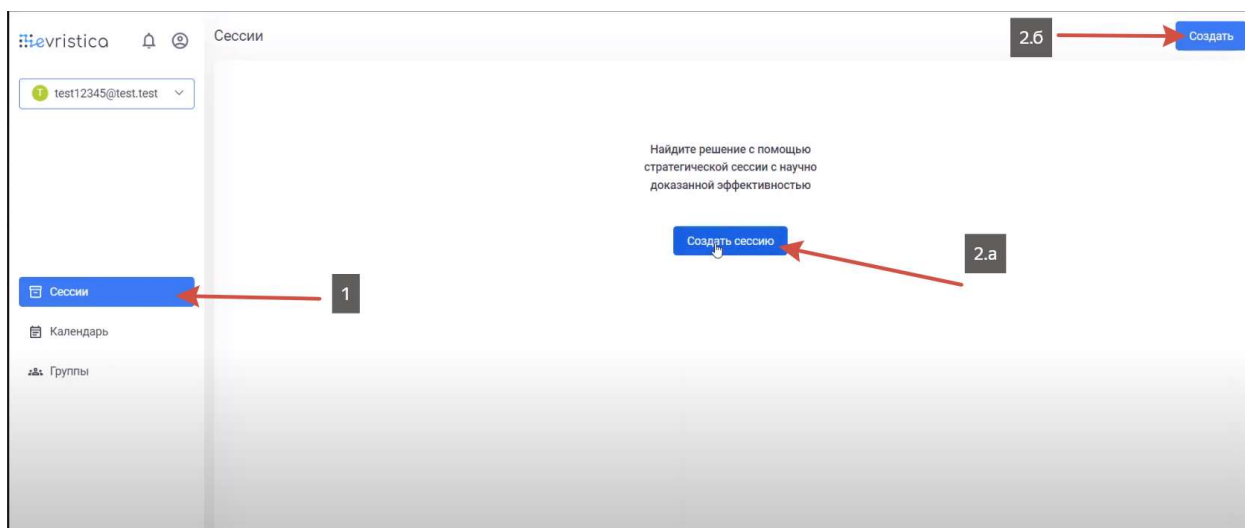 evristica
Сессии
2.б
Создать
test12345@test.test
Найдите решение с помощью
стратегической сессии с научно
доказанной эффективностью
Создать сессию
2.а
Сессии
1
Календарь
Группы